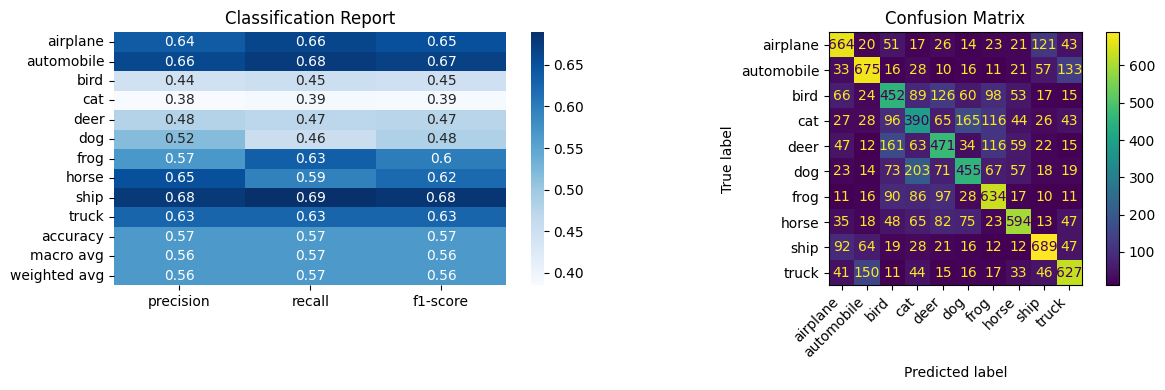 Classification Report
airplane 0.64 0.66 0.65
automobile 0.66 0.68 0.67
bird 0.44 0.45 0.45
cat 0.38 0.39 0.39
deer 0.48 0.47 0.47
dog 0.52 0.46 0.48
frog 0.57 0.63 0.6
horse 0.65 0.59 0.62
ship 0.68 0.69 0.68
truck 0.63 0.63 0.63
accuracy 0.57 0.57 0.57
macro avg 0.56 0.57 0.56
weighted avg 0.56 0.57 0.56
precision recall f1-score
0.65
0.60
0.55
0.50
0.45
0.40
Confusion Matrix
True label
airplane 664 20 51 17 26 14 23 21 121 43
automobile 33 675 16 28 10 16 11 21 57 133
bird 66 24 452 89 126 60 98 53 17 15
cat 27 28 96 390 65 165 116 44 26 43
deer 47 12 161 63 471 34 116 59 22 15
dog 23 14 73 203 71 455 67 57 18 19
frog 11 16 90 86 97 28 634 17 10 11
horse 35 18 48 65 82 75 23 594 13 47
ship 92 64 19 28 21 16 12 12 689 47
truck 41 150 11 44 15 16 17 33 46 627
airplane automobile bird cat deer dog frog horse ship truck
Predicted label
600
500
400
300
200
100